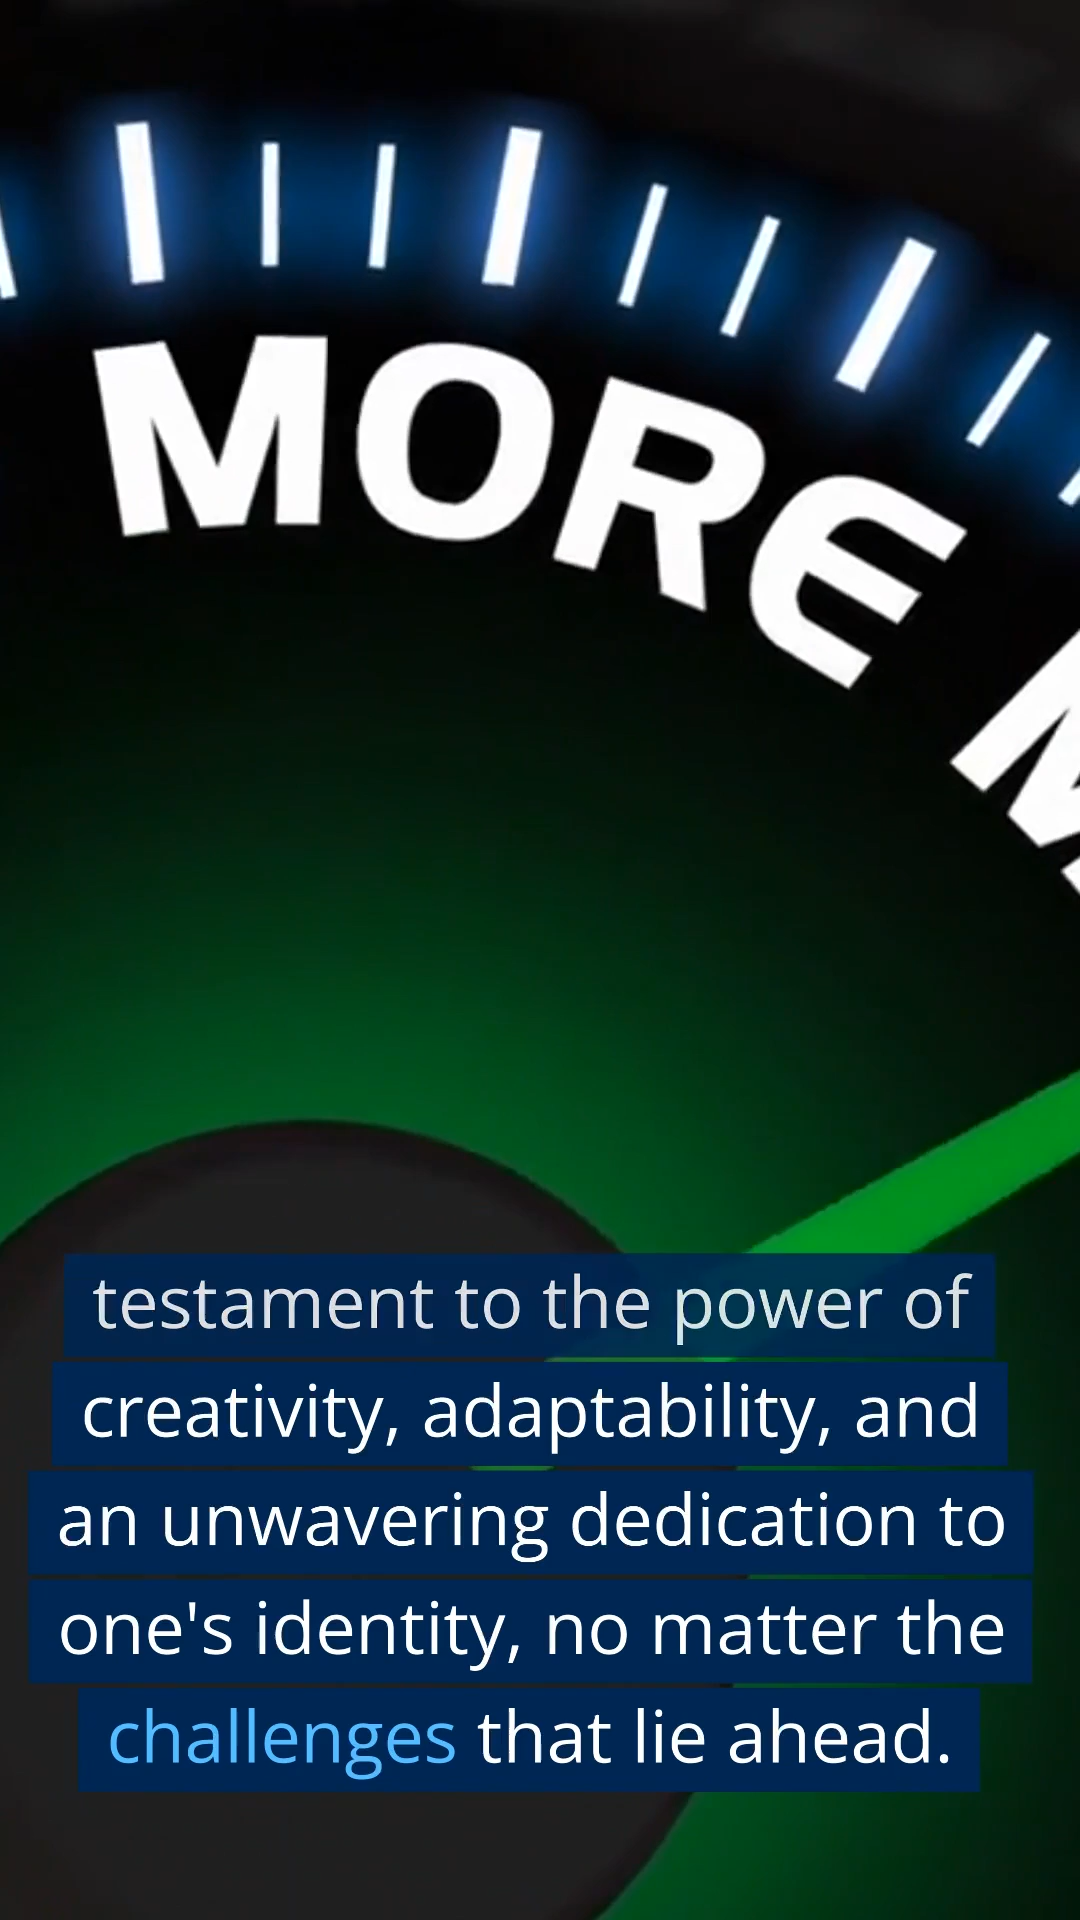 MORE M
testament to the power of
creativity, adaptability, and
an unwavering dedication to
one's identity, no matter the
challenges that lie ahead.